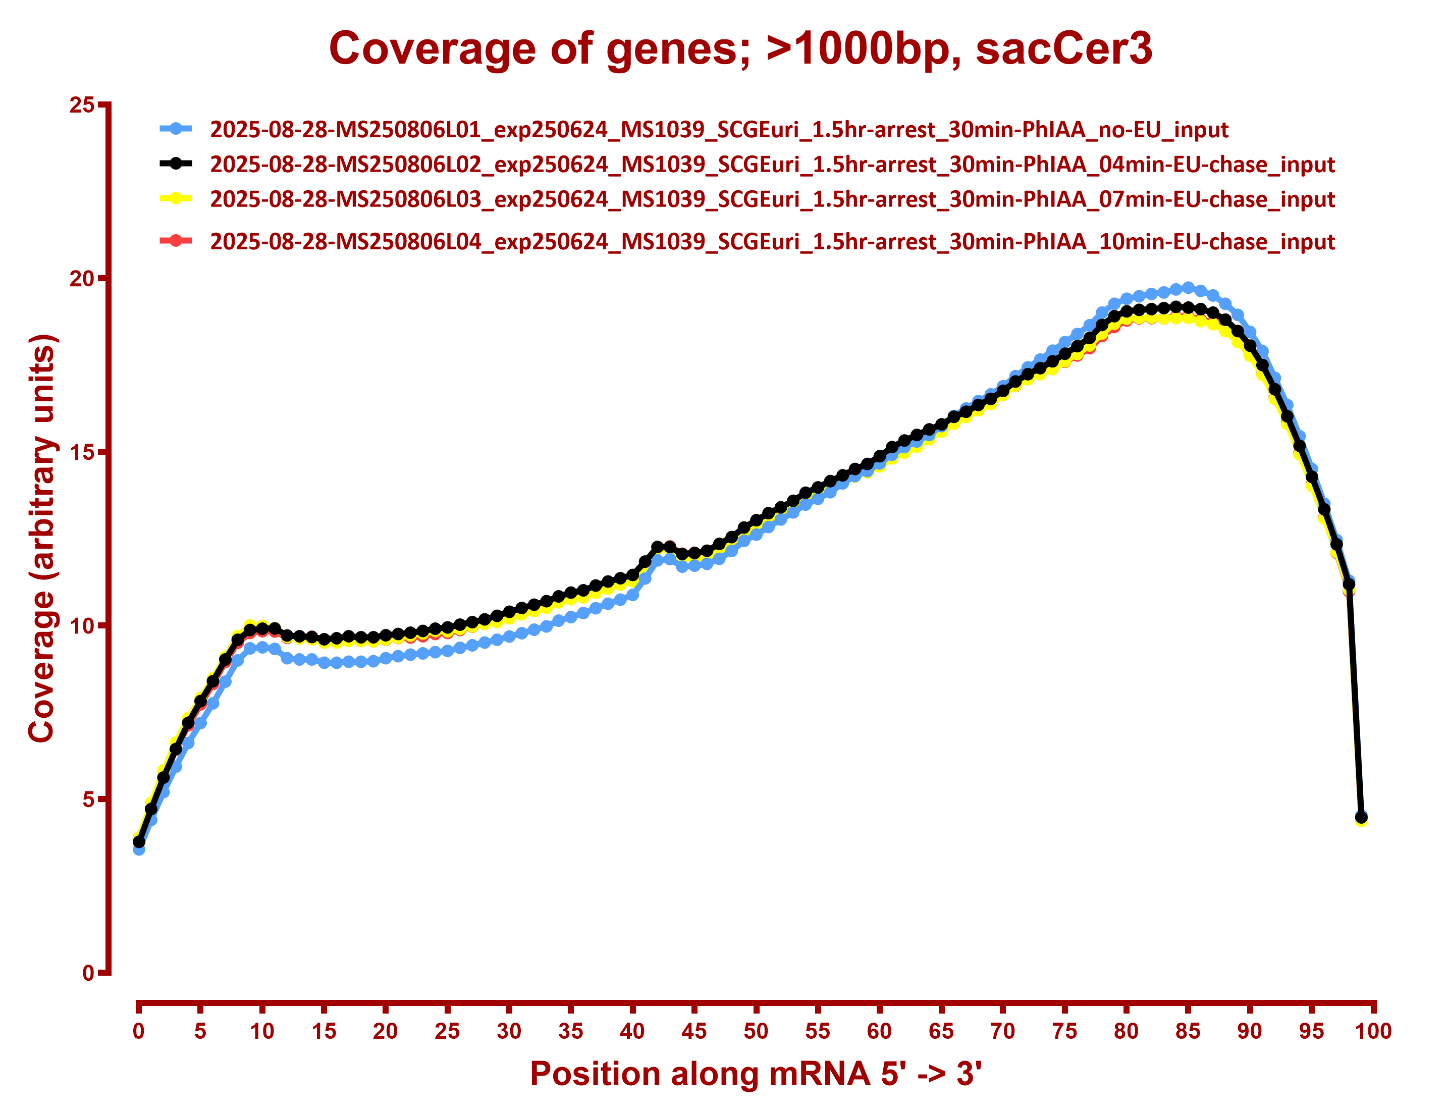 Coverage of genes; >1000bp, sacCer3
2025-08-28-MS250806L01_exp250624_MS1039_SCGEuri_1.5hr-arrest_30min-PhIAA_no-EU_input
2025-08-28-MS250806L02_exp250624_MS1039_SCGEuri_1.5hr-arrest_30min-PhIAA_04min-EU-chase_input
2025-08-28-MS250806L03_exp250624_MS1039_SCGEuri_1.5hr-arrest_30min-PhIAA_07min-EU-chase_input
2025-08-28-MS250806L04_exp250624_MS1039_SCGEuri_1.5hr-arrest_30min-PhIAA_10min-EU-chase_input
Coverage (arbitrary units)
25
20
15
10
5
0
0 5 10 15 20 25 30 35 40 45 50 55 60 65 70 75 80 85 90 95 100
Position along mRNA 5' -> 3'